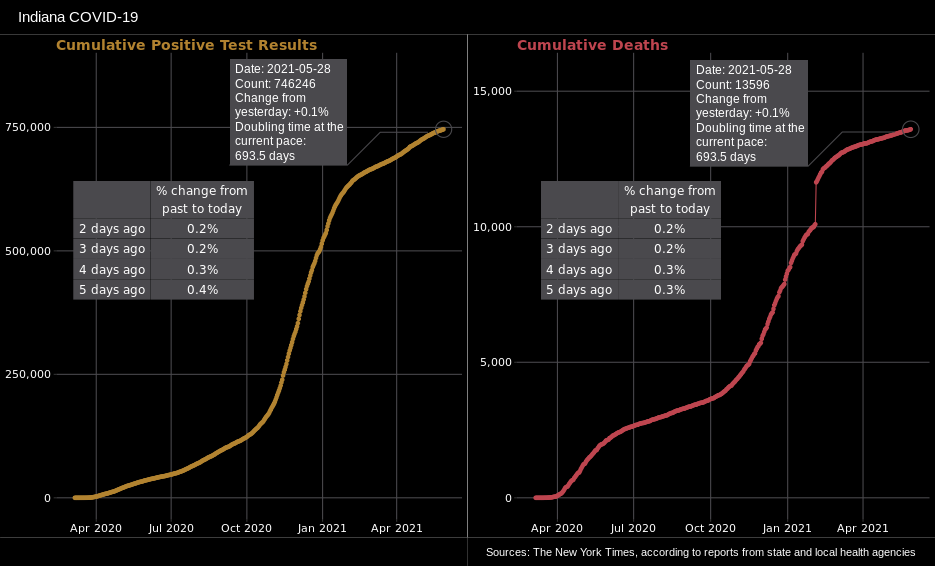 Indiana COVID-19
Cumulative Positive Test Results
Date: 2021-05-28
Count: 746246
Change from
yesterday: +0.1%
Doubling time at the
current pace:
693.5 days
750,000
500,000
250,000
0
% change from
past to today
2 days ago 0.2%
3 days ago 0.2%
4 days ago 0.3%
5 days ago 0.4%
Apr 2020 Jul 2020 Oct 2020 Jan 2021 Apr 2021
Cumulative Deaths
Date: 2021-05-28
Count: 13596
Change from
yesterday: +0.1%
Doubling time at the
current pace:
693.5 days
15,000
10,000
5,000
0
% change from
past to today
2 days ago 0.2%
3 days ago 0.2%
4 days ago 0.3%
5 days ago 0.3%
Apr 2020 Jul 2020 Oct 2020 Jan 2021 Apr 2021
Sources: The New York Times, according to reports from state and local health agencies